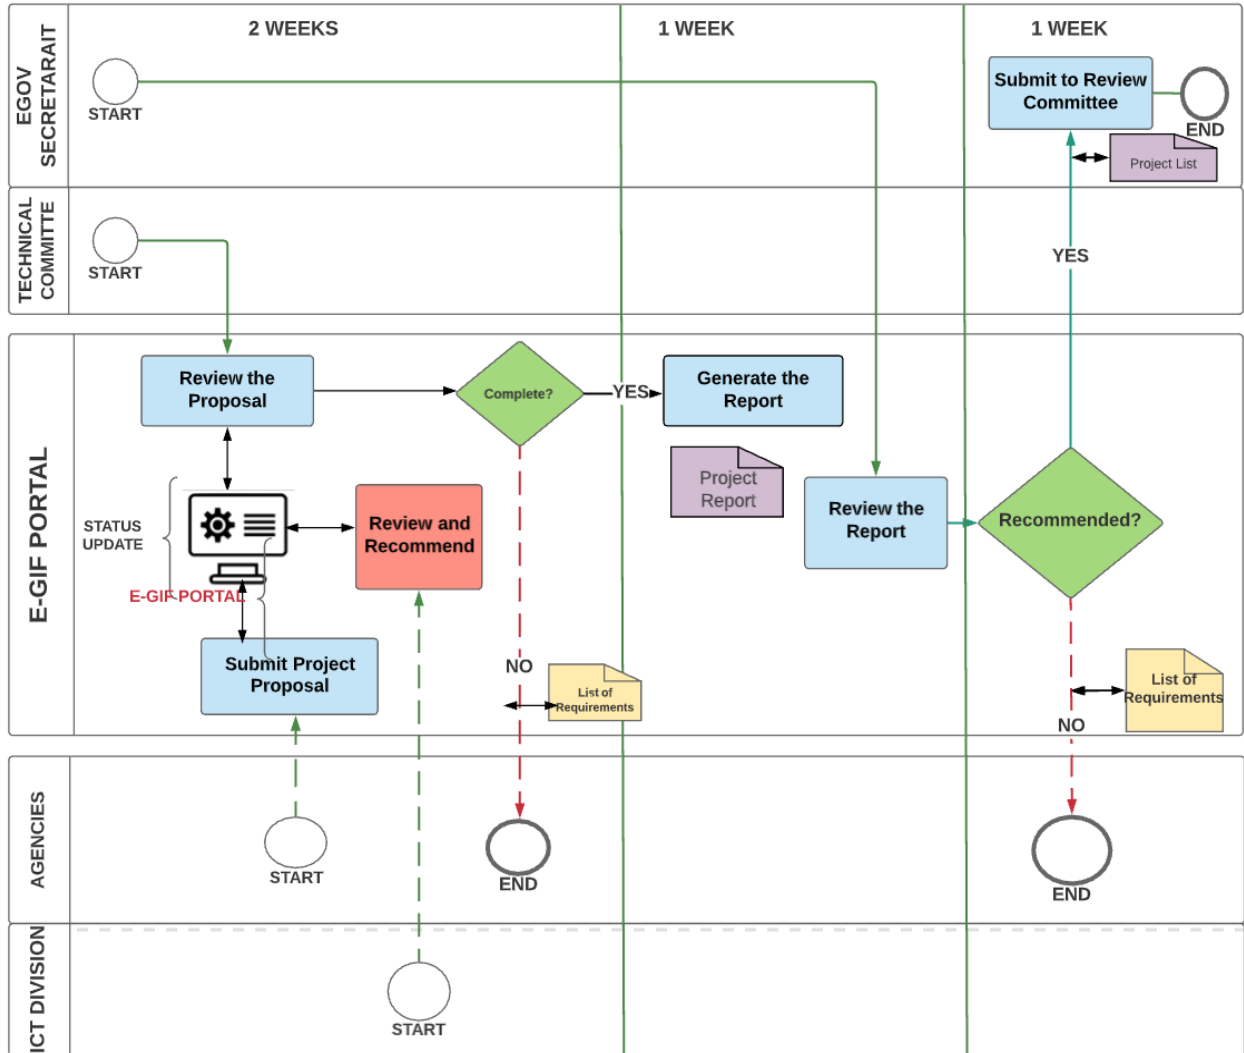 2 WEEKS
1 WEEK
1 WEEK
EGOV
SECRETARAIT
START
Submit to Review
Committee
END
Project List
TECHNICAL
COMMITTE
START
YES
E-GIF PORTAL
Review the
Proposal
Complete?
YES
Generate the
Report
Project
Report
STATUS
UPDATE
E-GIF PORTAL
Review and
Recommend
Review the
Report
Recommended?
Submit Project
Proposal
NO
List of
Requirements
List of
Requirements
NO
AGENCIES
START
END
END
ICT DIVISION
START